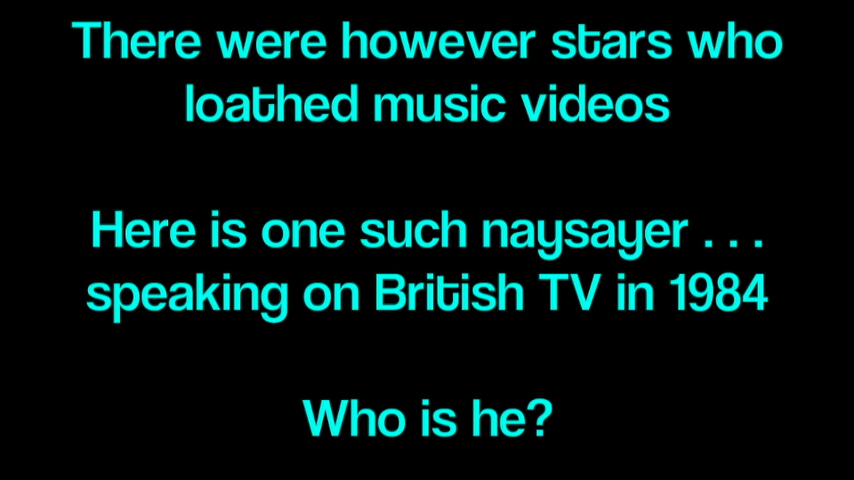 There were however stars who
loathed music videos
Here is one such naysayer . . .
speaking on British TV in 1984
Who is he?